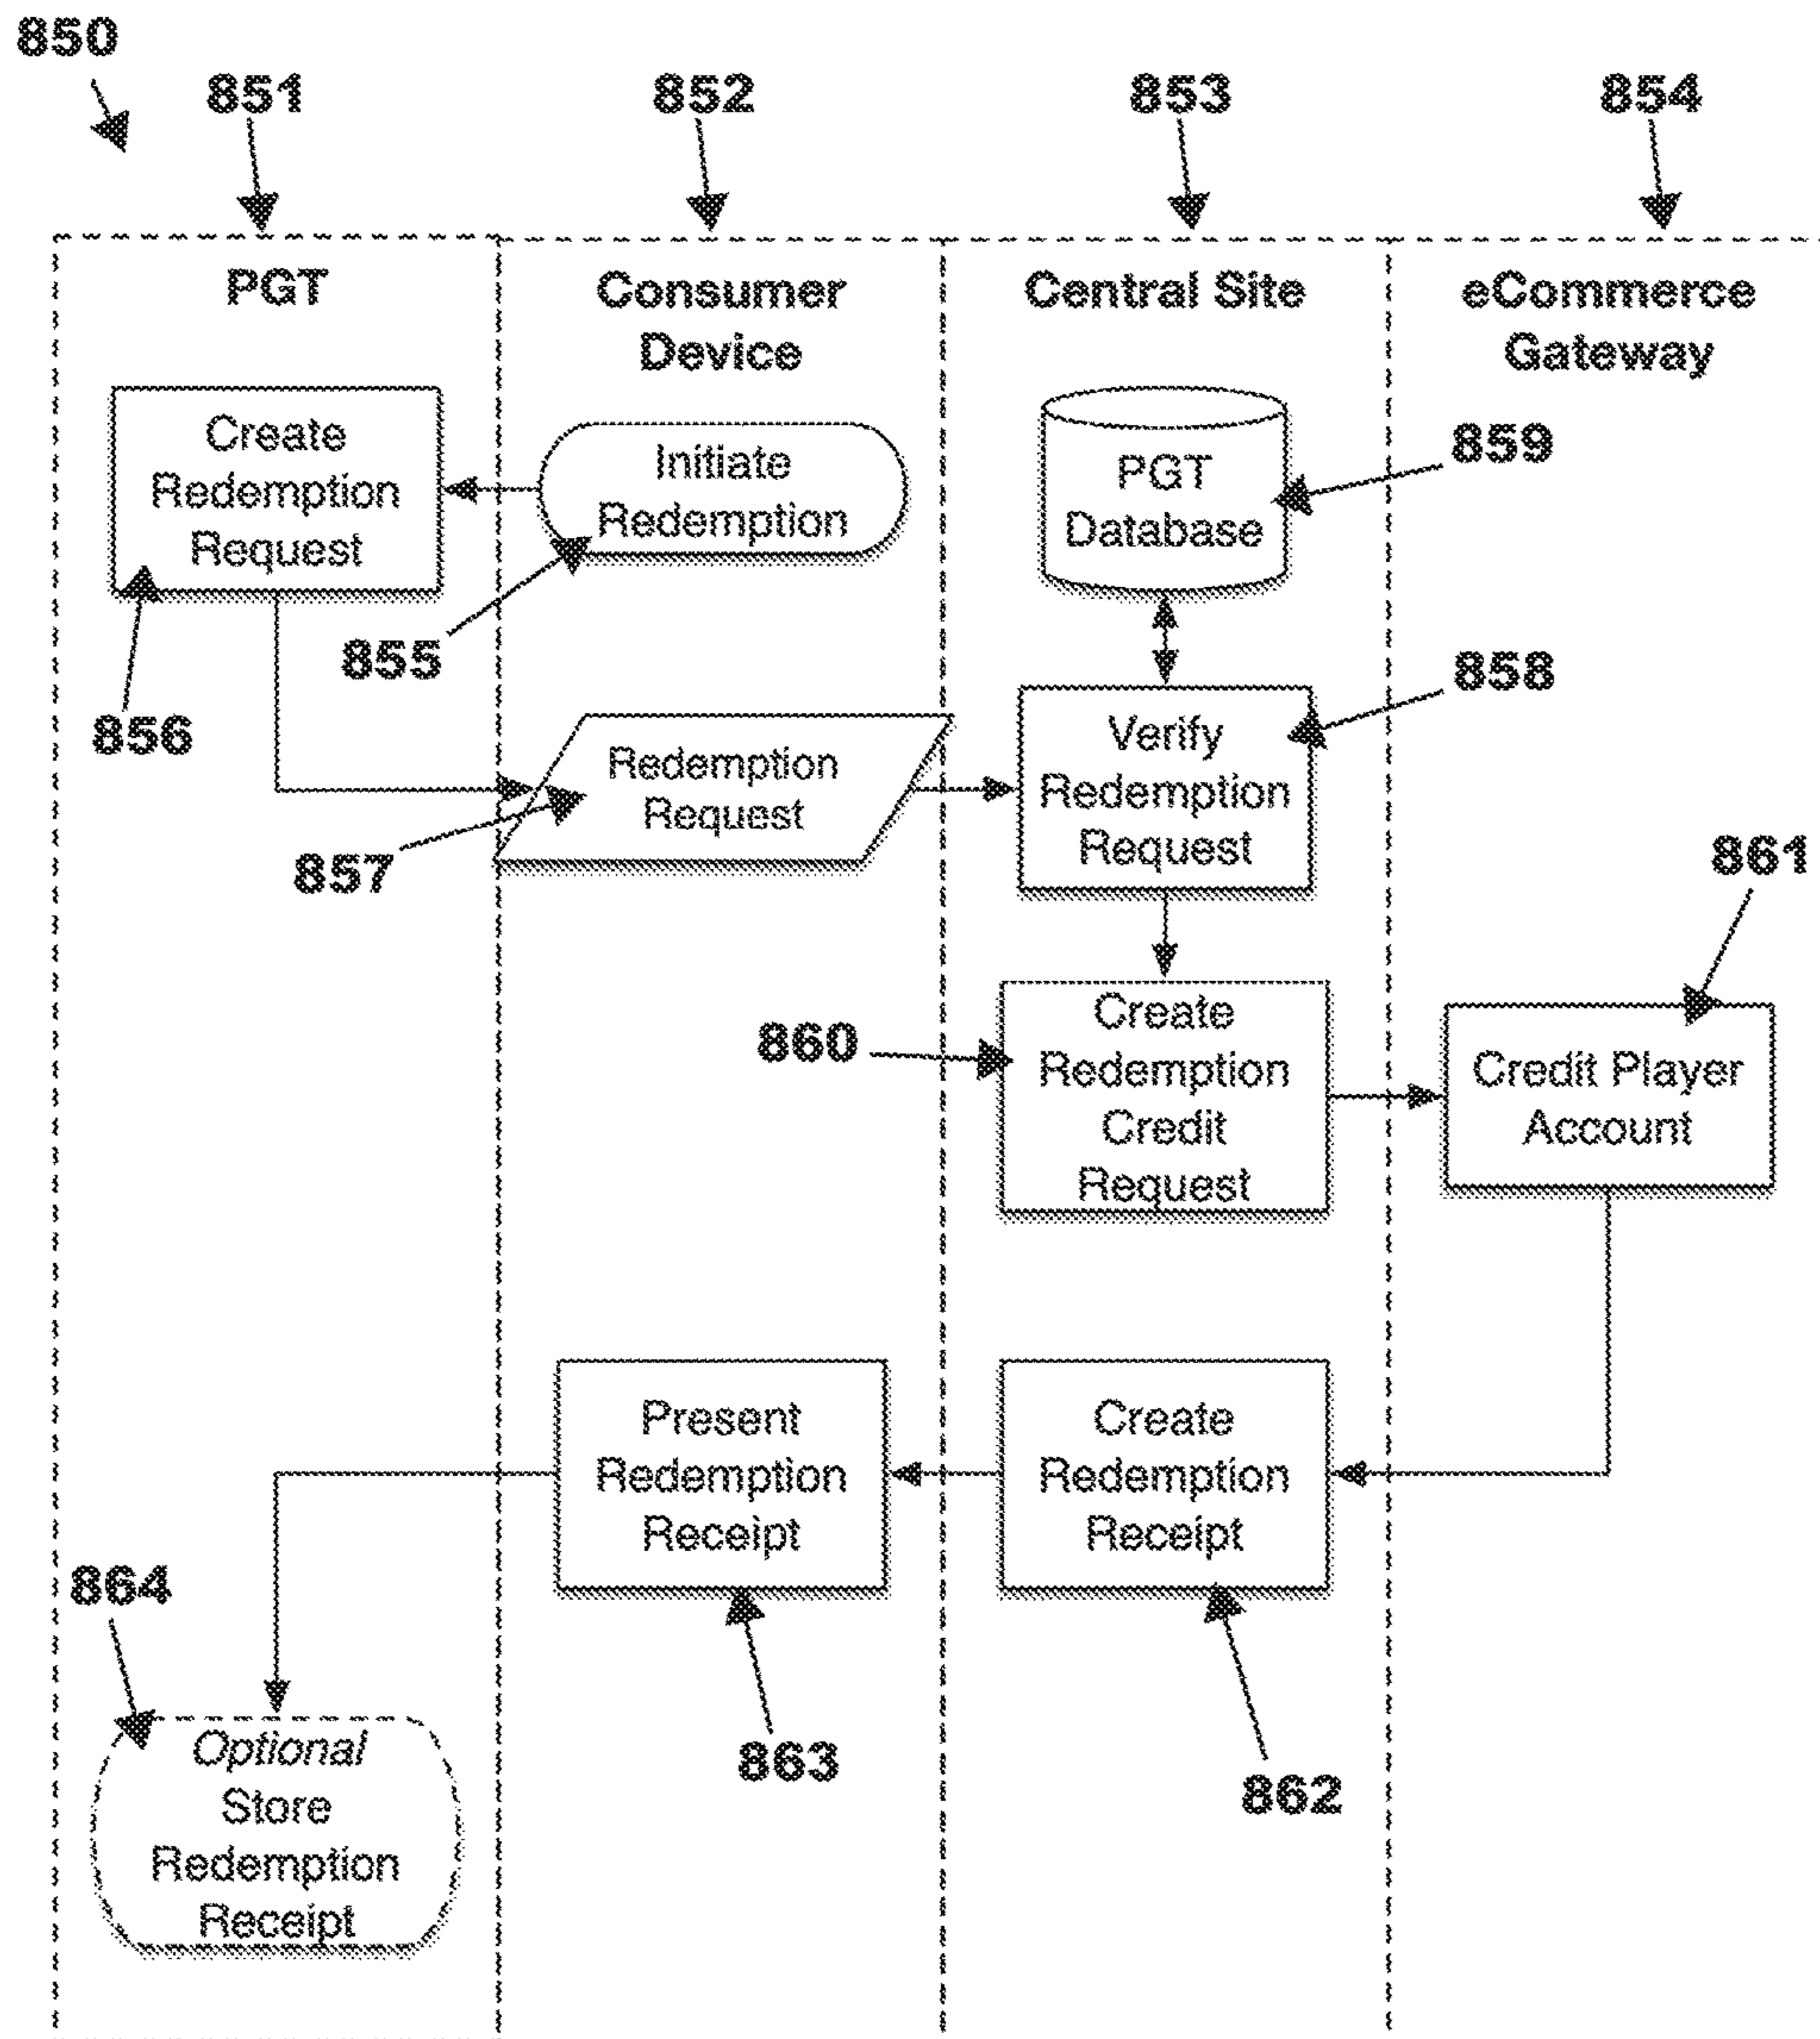 850
851
852
853
854
PGT
Consumer
Device
Central Site
eCommerce
Gateway
Create
Redemption
Request
Initiate
Redemption
PGT
Database
859
855
856
858
Redemption
Request
857
Verify
Redemption
Request
861
860
Create
Redemption
Credit
Request
Credit Player
Account
Present
Redemption
Receipt
Create
Redemption
Receipt
864
863
862
Optional
Store
Redemption
Receipt